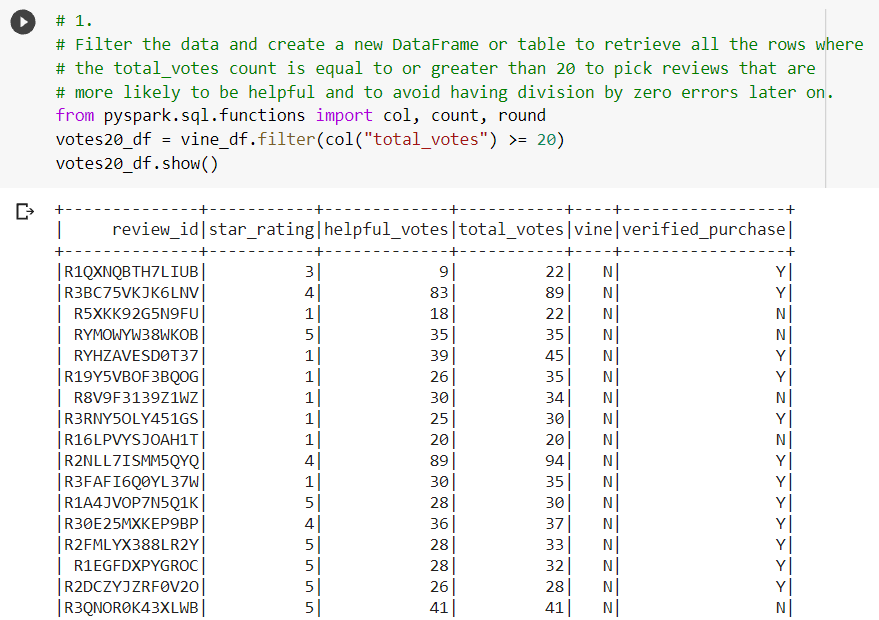 # 1.
# Filter the data and create a new DataFrame or table to retrieve all the rows where
# the total_votes count is equal to or greater than 20 to pick reviews that are
# more likely to be helpful and to avoid having division by zero errors later on.
from pyspark.sql.functions import col, count, round
votes20_df = vine_df.filter(col("total_votes") >= 20)
votes20_df.show()
+--------------+-----------+-------------+-----------+----+-----------------+
|     review_id|star_rating|helpful_votes|total_votes|vine|verified_purchase|
+--------------+-----------+-------------+-----------+----+-----------------+
|R1QXNQBTH7LIUB|          3|            9|         22|   N|                Y|
|R3BC75VKJK6LNV|          4|           83|         89|   N|                Y|
| R5XKK92G5N9FU|          1|           18|         22|   N|                N|
| RYMOWYW38WKOB|          5|           35|         35|   N|                N|
| RYHZAVESD0T37|          1|           39|         45|   N|                Y|
|R19Y5VBOF3BQOG|          1|           26|         35|   N|                Y|
| R8V9F3139Z1WZ|          1|           30|         34|   N|                N|
|R3RNY5OLY451GS|          1|           25|         30|   N|                Y|
|R16LPVYSJOAH1T|          1|           20|         20|   N|                N|
|R2NLL7ISMM5QYQ|          4|           89|         94|   N|                Y|
|R3FAFI6Q0YL37W|          1|           30|         35|   N|                Y|
|R1A4JVOP7N5Q1K|          5|           28|         30|   N|                Y|
|R30E25MXKEP9BP|          4|           36|         37|   N|                Y|
|R2FMLYX388LR2Y|          5|           28|         33|   N|                Y|
| R1EGFDXPYGROC|          5|           28|         32|   N|                Y|
|R2DCZYJZRF0V2O|          5|           26|         28|   N|                Y|
|R3QNOR0K43XLWB|          5|           41|         41|   N|                N|